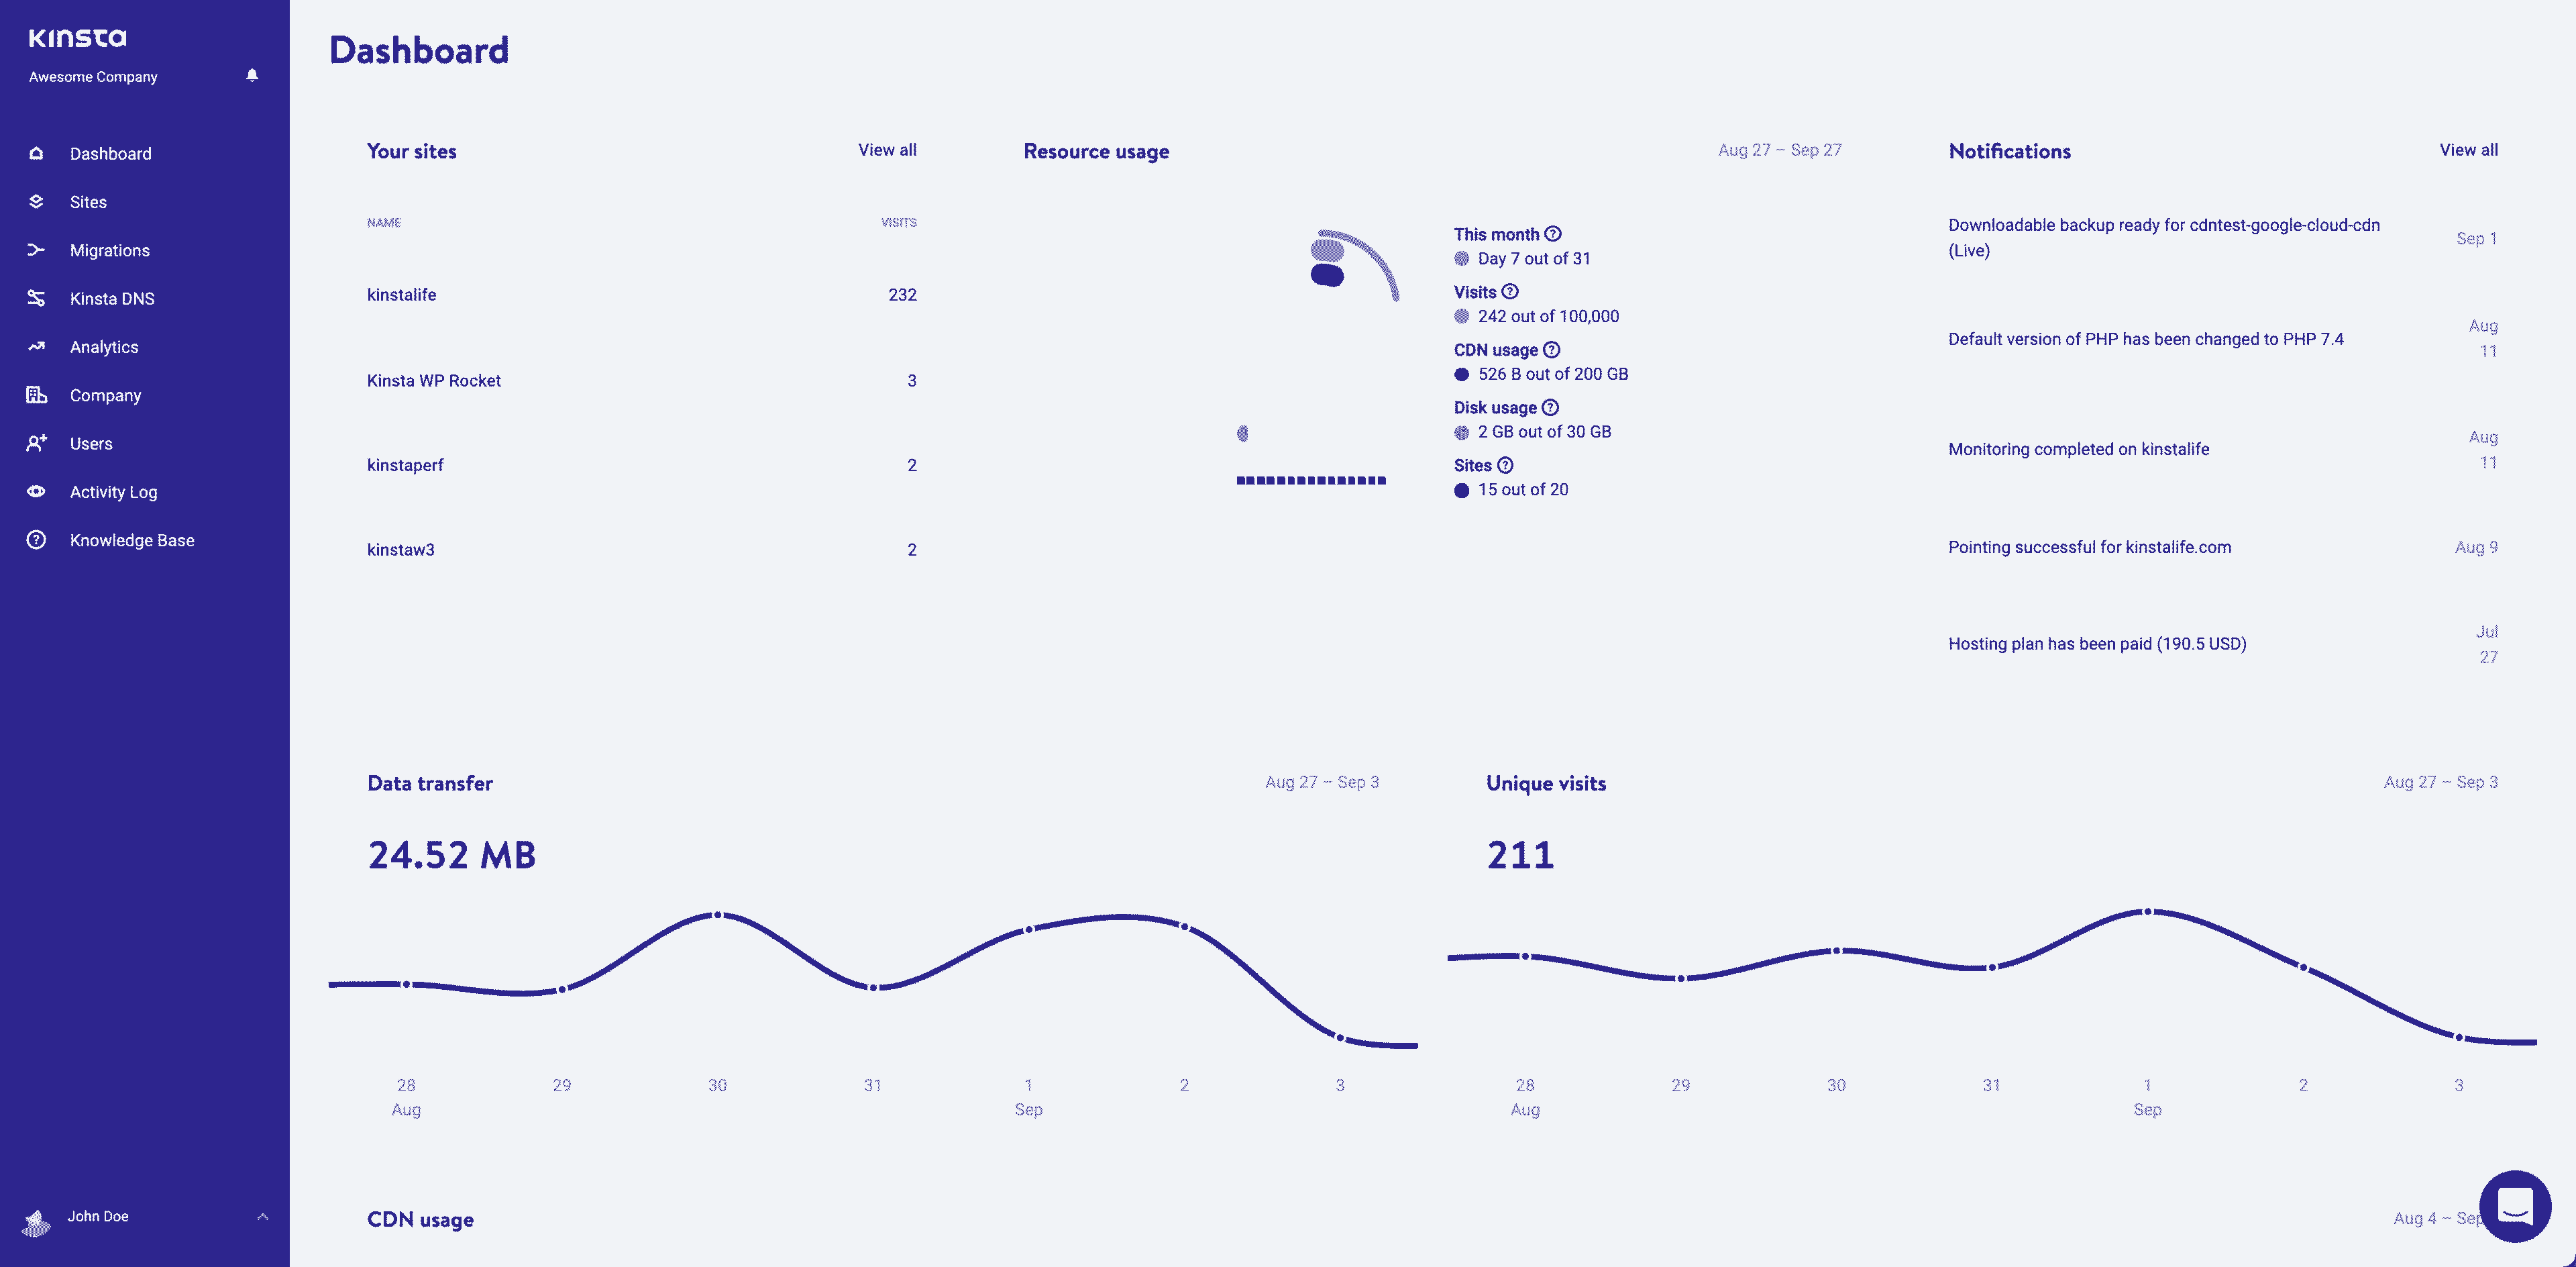 Kinsta
Awesome Company
Dashboard
Sites
Migrations
Kinsta DNS
Analytics
Company
Users
Activity Log
Knowledge Base
John Doe
Dashboard
Your sites View all
NAME VISITS
kinstalife 232
Kinsta WP Rocket 3
kinstaperf 2
kinstaw3 2
Resource usage Aug 27 – Sep 27
This month ?
Day 7 out of 31
Visits ?
242 out of 100,000
CDN usage ?
526 B out of 200 GB
Disk usage ?
2 GB out of 30 GB
Sites ?
15 out of 20
Notifications View all
Downloadable backup ready for cdntest-google-cloud-cdn
(Live)
Sep 1
Default version of PHP has been changed to PHP 7.4
Aug
11
Monitoring completed on kinstalife
Aug
11
Pointing successful for kinstalife.com Aug 9
Hosting plan has been paid (190.5 USD)
Jul
27
Data transfer Aug 27 – Sep 3
24.52 MB
28 29 30 31 1 2 3
Aug Sep
Unique visits Aug 27 – Sep 3
211
28 29 30 31 1 2 3
Aug Sep
CDN usage Aug 4 – Sep